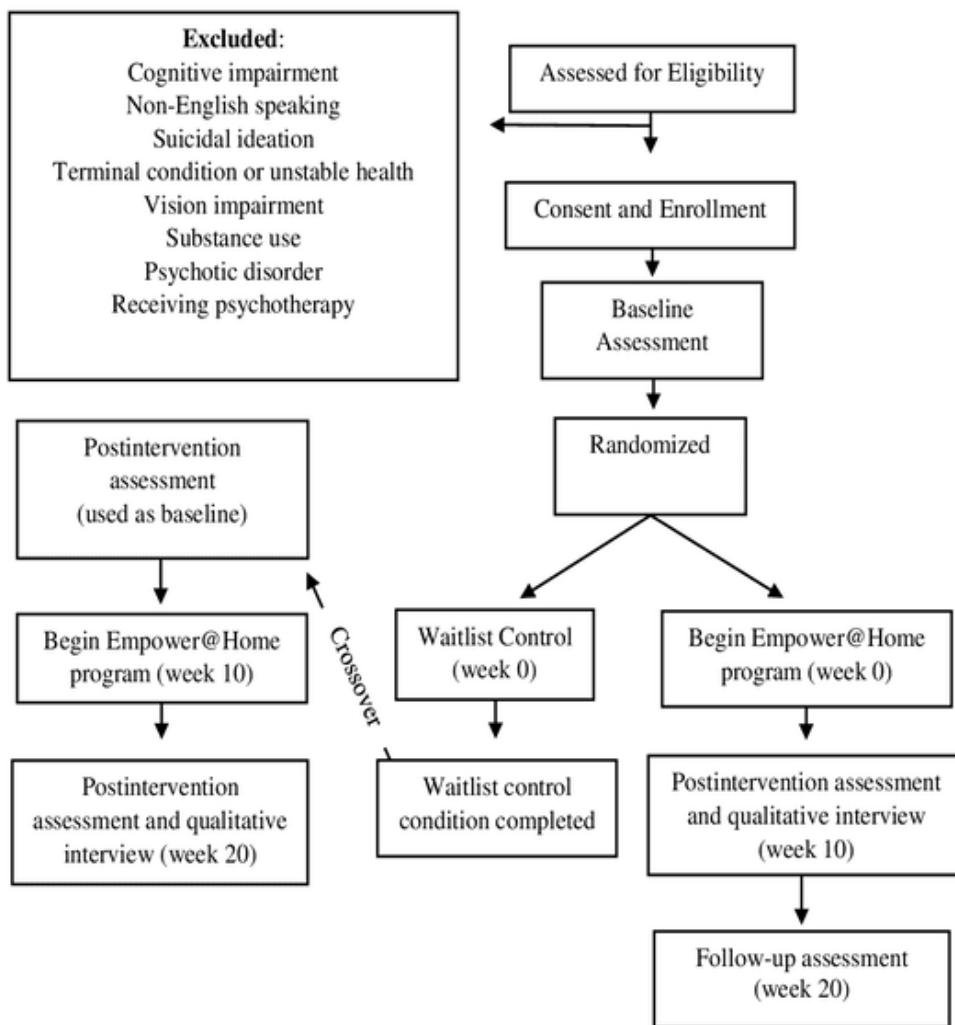 Excluded:
Cognitive impairment
Non-English speaking
Suicidal ideation
Terminal condition or unstable health
Vision impairment
Substance use
Psychotic disorder
Receiving psychotherapy
Assessed for Eligibility
Consent and Enrollment
Baseline
Assessment
Randomized
Postintervention
assessment
(used as baseline)
Begin Empower@Home
program (week 10)
Postintervention
assessment and qualitative
interview (week 20)
Crossover
Waitlist Control
(week 0)
Waitlist control
condition completed
Begin Empower@Home
program (week 0)
Postintervention assessment
and qualitative interview
(week 10)
Follow-up assessment
(week 20)